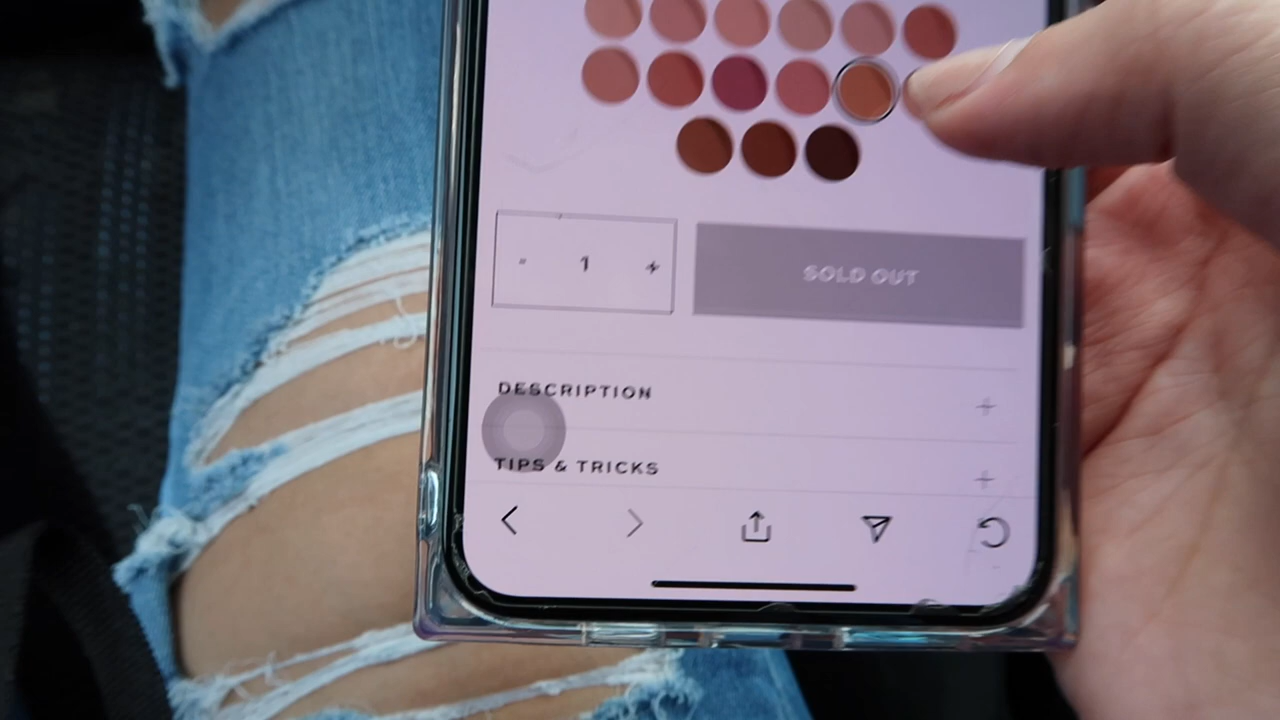 - 1 +
SOLD OUT
DESCRIPTION +
TIPS & TRICKS +